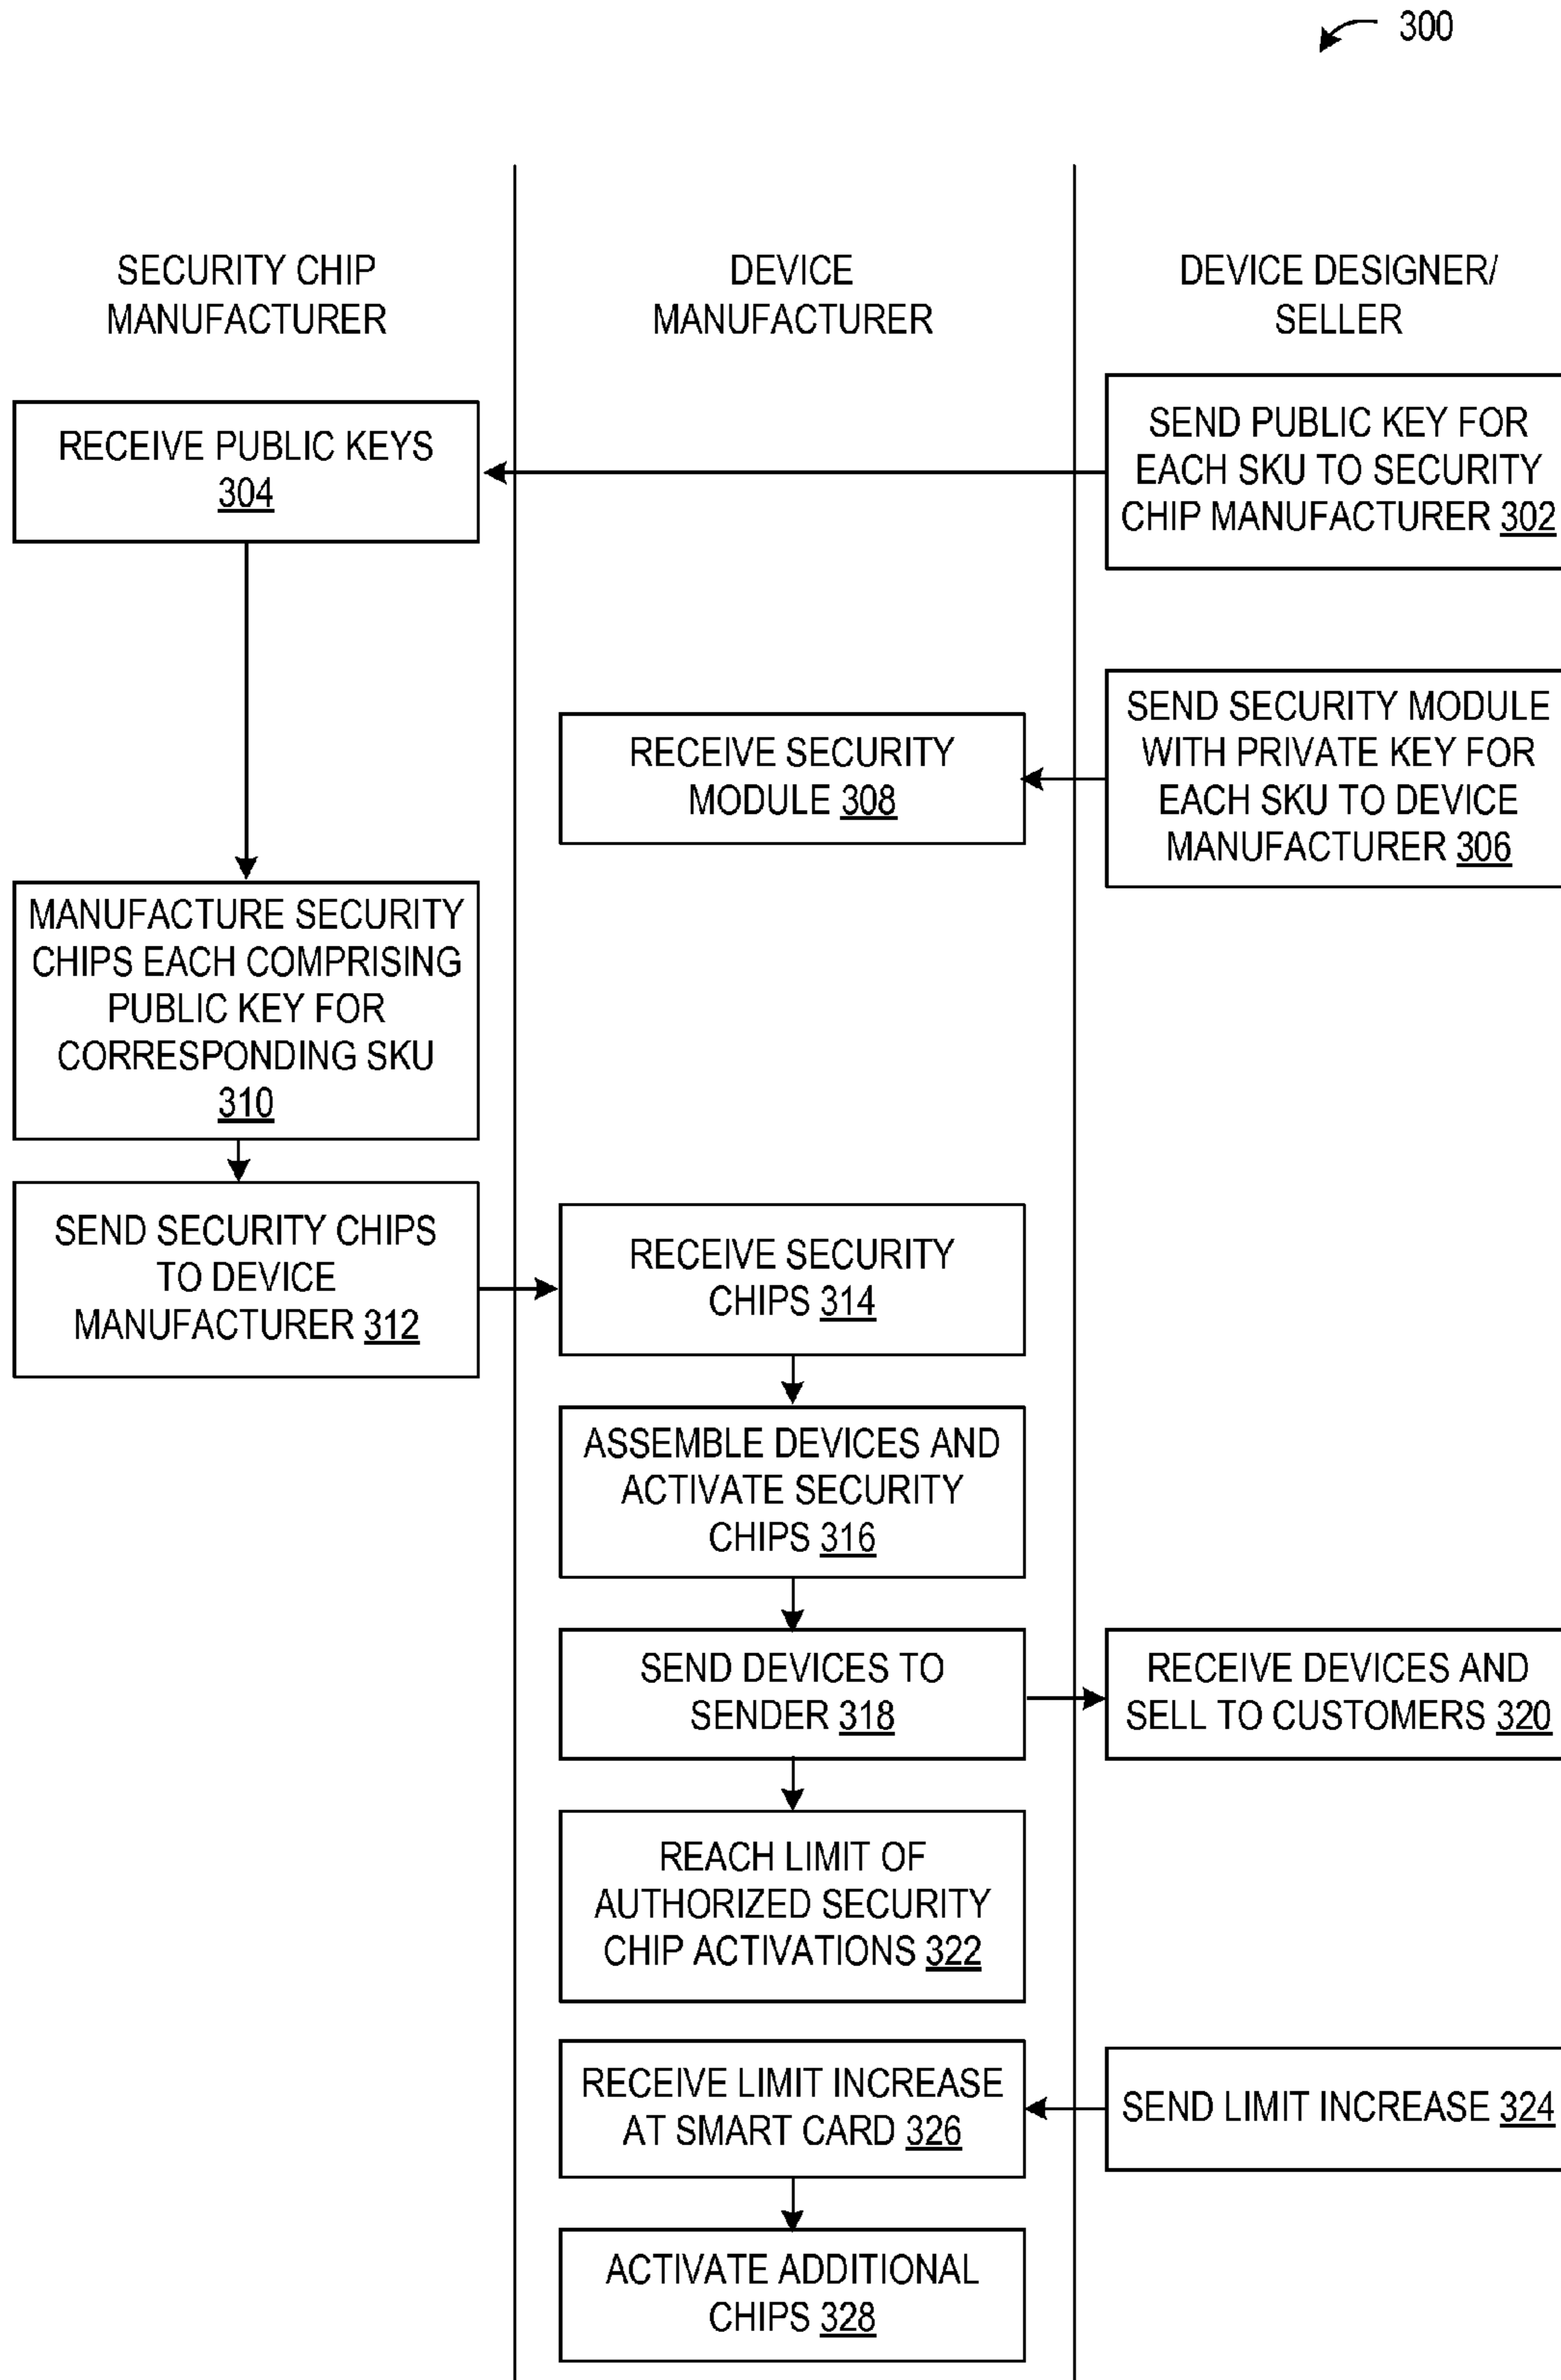 300
SECURITY CHIP
MANUFACTURER
DEVICE
MANUFACTURER
DEVICE DESIGNER/
SELLER
RECEIVE PUBLIC KEYS
304
SEND PUBLIC KEY FOR
EACH SKU TO SECURITY
CHIP MANUFACTURER 302
RECEIVE SECURITY
MODULE 308
SEND SECURITY MODULE
WITH PRIVATE KEY FOR
EACH SKU TO DEVICE
MANUFACTURER 306
MANUFACTURE SECURITY
CHIPS EACH COMPRISING
PUBLIC KEY FOR
CORRESPONDING SKU
310
SEND SECURITY CHIPS
TO DEVICE
MANUFACTURER 312
RECEIVE SECURITY
CHIPS 314
ASSEMBLE DEVICES AND
ACTIVATE SECURITY
CHIPS 316
SEND DEVICES TO
SENDER 318
RECEIVE DEVICES AND
SELL TO CUSTOMERS 320
REACH LIMIT OF
AUTHORIZED SECURITY
CHIP ACTIVATIONS 322
RECEIVE LIMIT INCREASE
AT SMART CARD 326
SEND LIMIT INCREASE 324
ACTIVATE ADDITIONAL
CHIPS 328